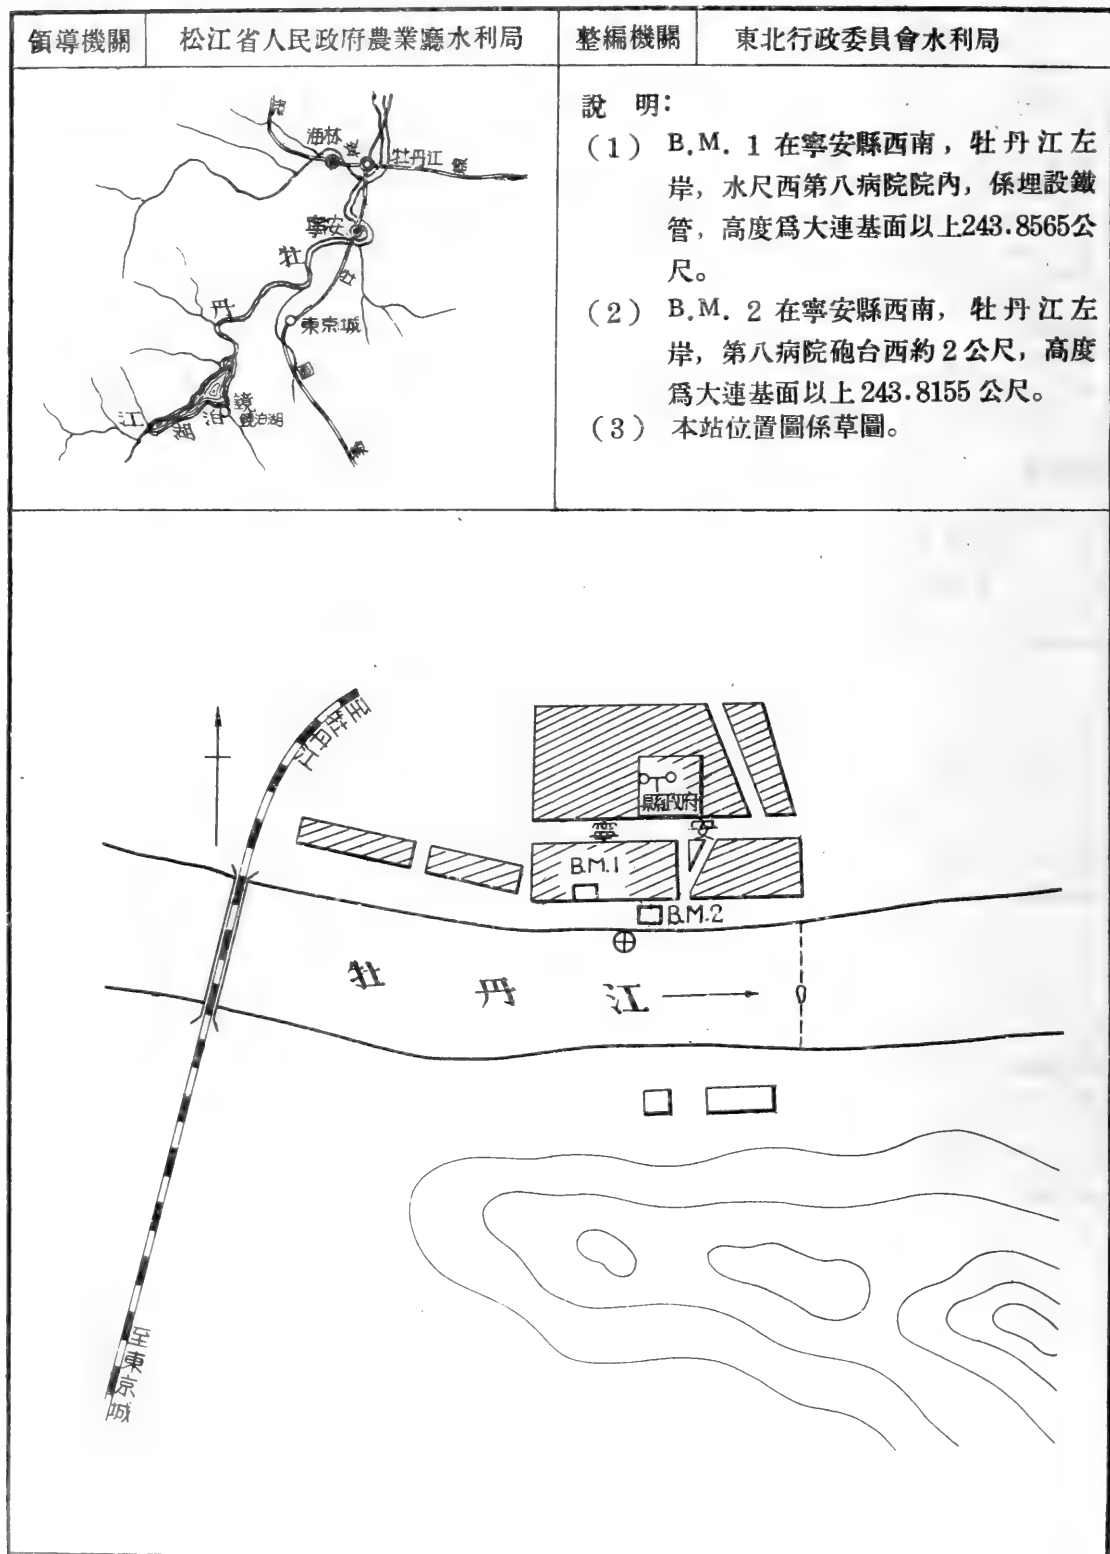 領導機關
松江省人民政府農業廳水利局
整編機關
東北行政委員會水利局
海林
牡丹江
寧安
牡
丹
江
東京城
鏡
泊
湖
鏡泊湖
說 明:
(1) B.M. 1 在寧安縣西南，牡丹江左
岸，水尺西第八病院院內，係埋設鐵
管，高度爲大連基面以上243.8565公
尺。
(2) B.M. 2 在寧安縣西南，牡丹江左
岸，第八病院砲台西約2公尺，高度
爲大連基面以上 243.8155 公尺。
(3) 本站位置圖係草圖。
至牡丹江
縣政府
寧 安
B.M.1
B.M.2
牡 丹 江
至東京城